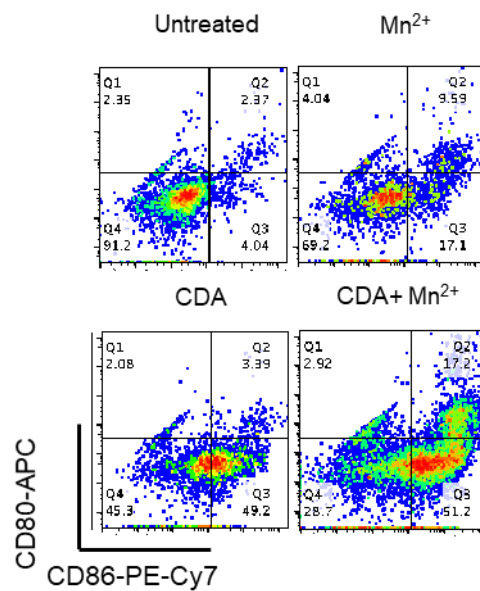 Untreated
Mn²⁺
Q1
2.35
Q2
2.37
Q4
91.2
Q3
4.04
Q1
4.04
Q2
9.59
Q4
69.2
Q3
17.1
CDA
CDA+ Mn²⁺
Q1
2.08
Q2
3.39
Q4
45.3
Q3
49.2
Q1
2.92
Q2
17.2
Q4
28.7
Q3
51.2
CD80-APC
CD86-PE-Cy7